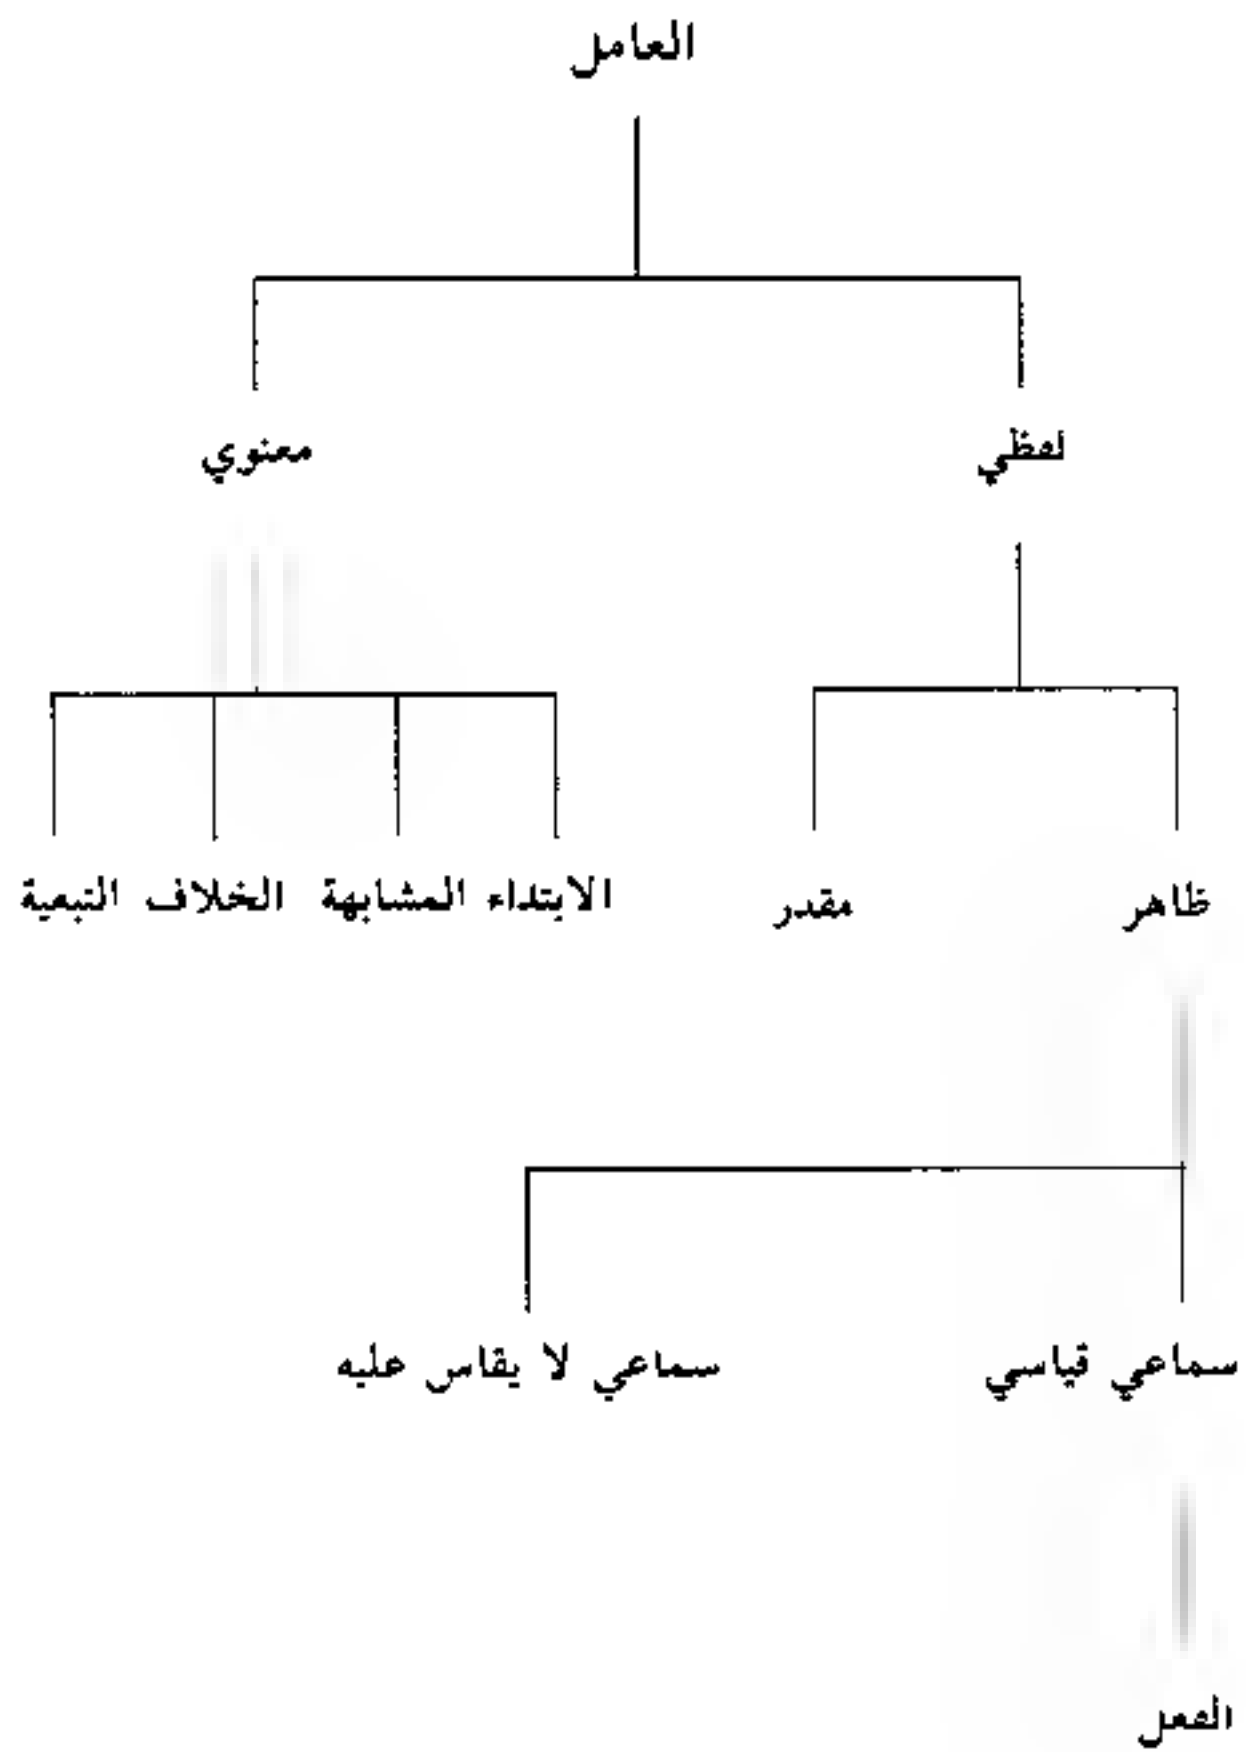 العامل
لفظي معنوي
ظاهر مقدر الابتداء المشابهة الخلاف التبعية
سماعي قياسي سماعي لا يقاس عليه
الفعل